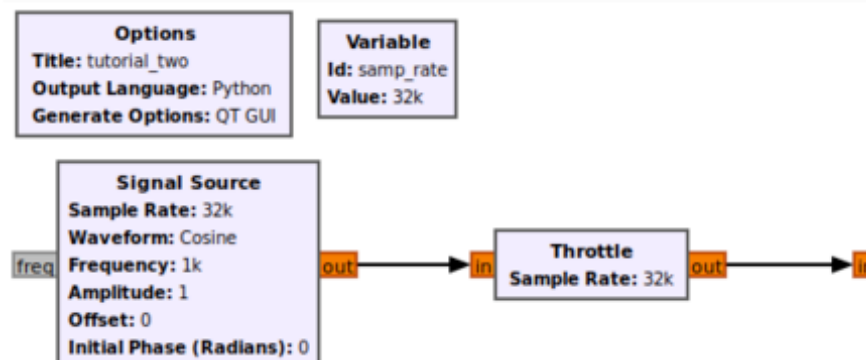 Options
Title: tutorial_two
Output Language: Python
Generate Options: QT GUI
Variable
Id: samp_rate
Value: 32k
Signal Source
Sample Rate: 32k
Waveform: Cosine
Frequency: 1k
Amplitude: 1
Offset: 0
Initial Phase (Radians): 0
freq
out
in
Throttle
Sample Rate: 32k
out